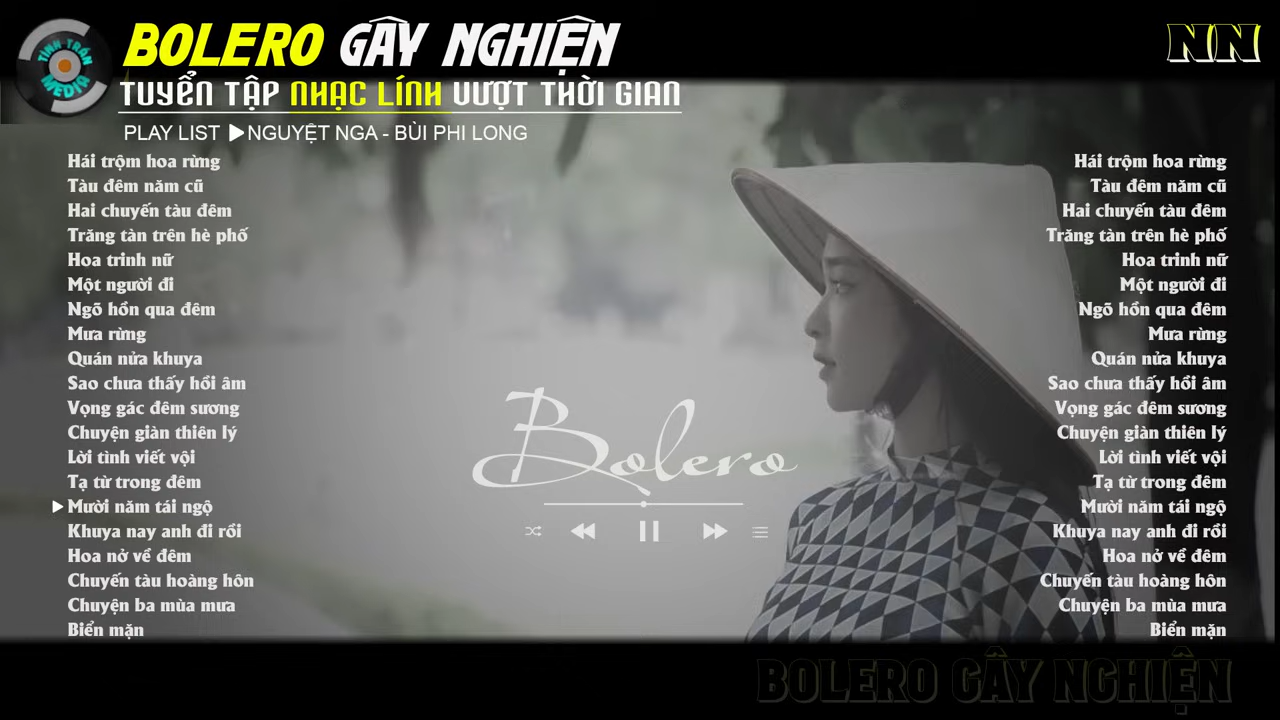 TÌNH TRẦN
MEDIA
BOLERO GÂY NGHIỆN
TUYỂN TẬP NHẠC LÍNH VƯỢT THỜI GIAN
PLAY LIST ▶NGUYỆT NGA - BÙI PHI LONG
NN
Hái trộm hoa rừng
Tàu đêm năm cũ
Hai chuyến tàu đêm
Trăng tàn trên hè phố
Hoa trinh nữ
Một người đi
Ngõ hồn qua đêm
Mưa rừng
Quán nửa khuya
Sao chưa thấy hồi âm
Vọng gác đêm sương
Chuyện giàn thiên lý
Lời tình viết vội
Tạ từ trong đêm
Mười năm tái ngộ
Khuya nay anh đi rồi
Hoa nở về đêm
Chuyến tàu hoàng hôn
Chuyện ba mùa mưa
Biển mặn
Bolero
Hái trộm hoa rừng
Tàu đêm năm cũ
Hai chuyến tàu đêm
Trăng tàn trên hè phố
Hoa trinh nữ
Một người đi
Ngõ hồn qua đêm
Mưa rừng
Quán nửa khuya
Sao chưa thấy hồi âm
Vọng gác đêm sương
Chuyện giàn thiên lý
Lời tình viết vội
Tạ từ trong đêm
Mười năm tái ngộ
Khuya nay anh đi rồi
Hoa nở về đêm
Chuyến tàu hoàng hôn
Chuyện ba mùa mưa
Biển mặn
BOLERO GÂY NGHIỆN